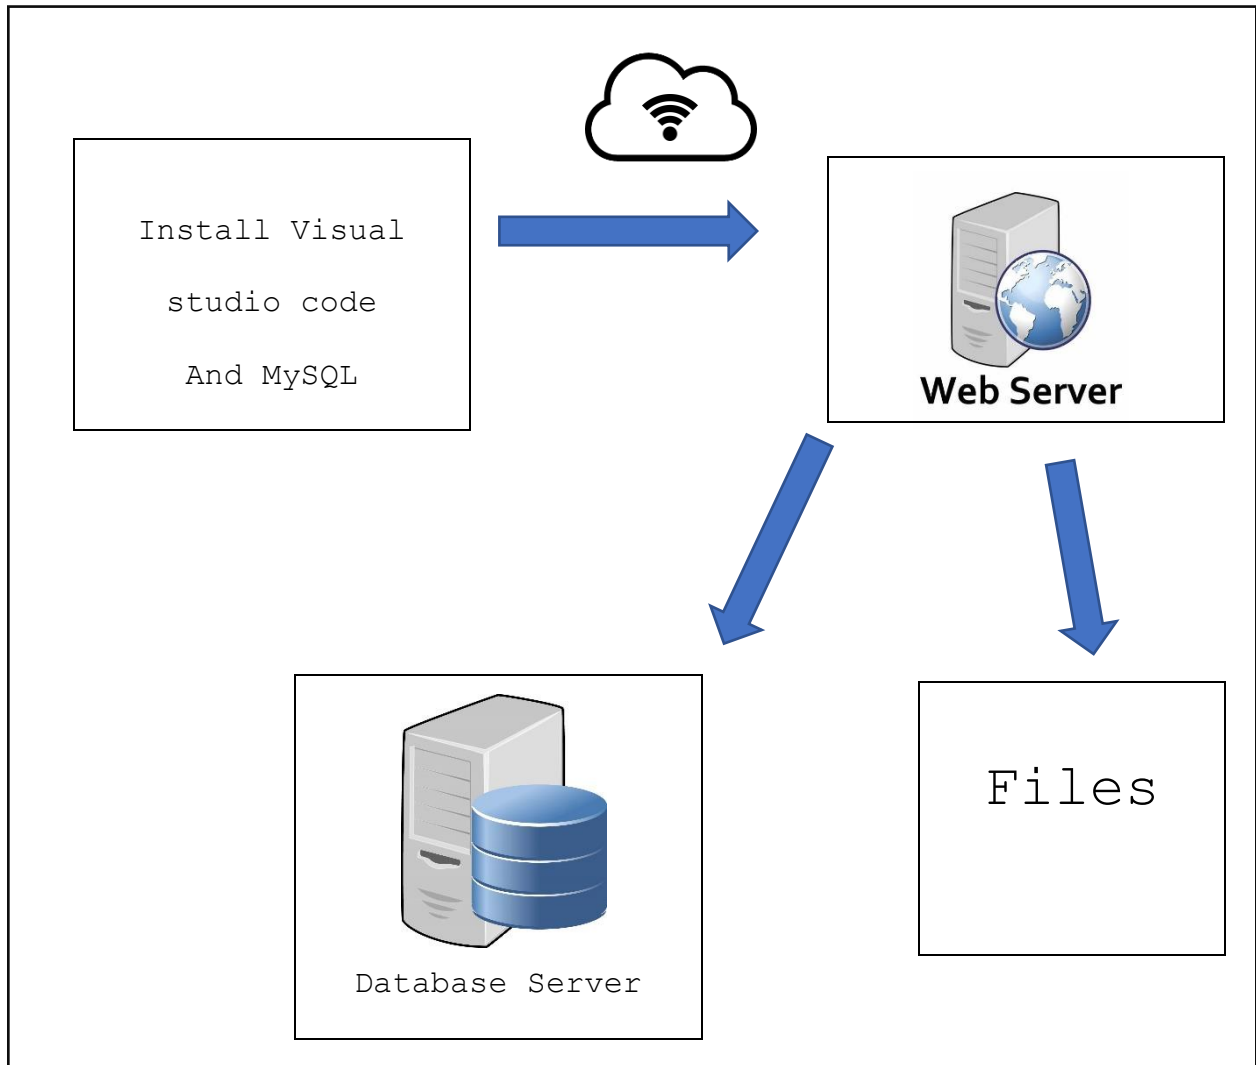 Install Visual
studio code
And MySQL
Web Server
Files
Database Server